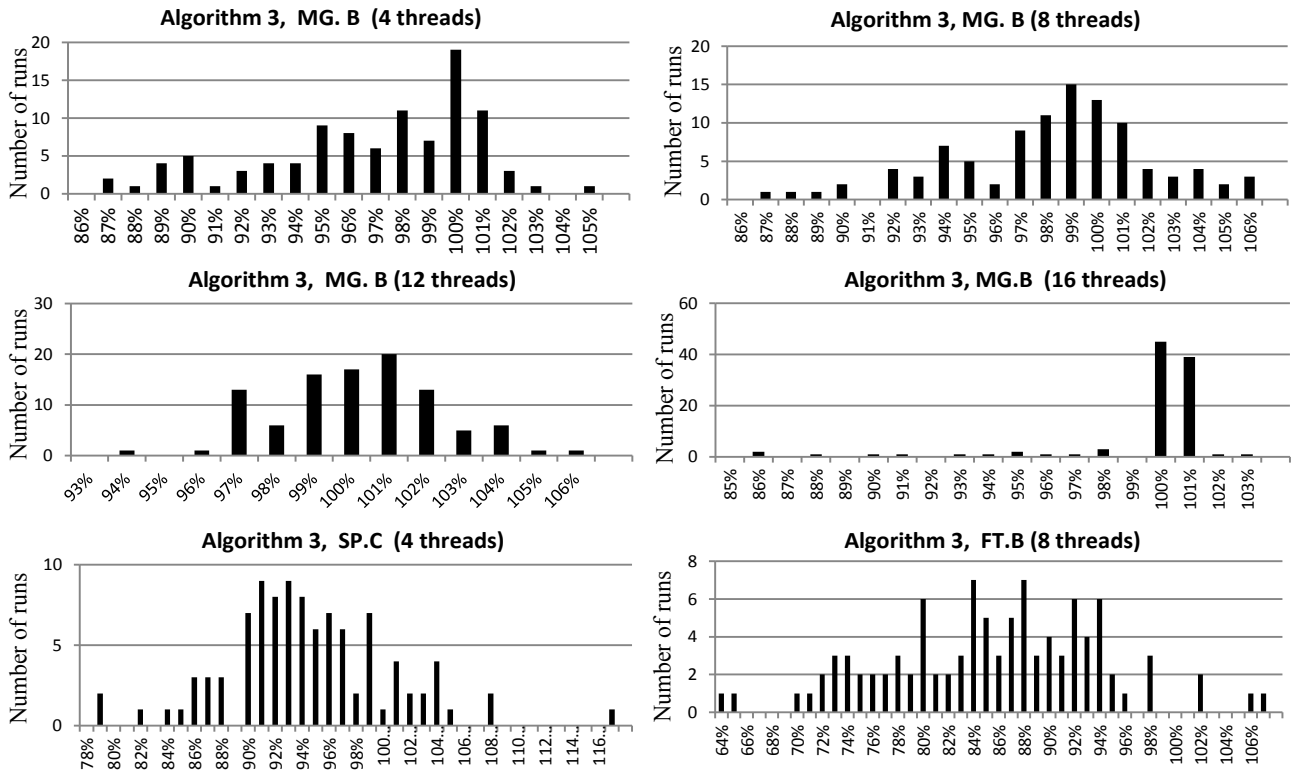 Algorithm 3, MG. B (4 threads)
Number of runs
20
15
10
5
0
86% 87% 88% 89% 90% 91% 92% 93% 94% 95% 96% 97% 98% 99% 100% 101% 102% 103% 104% 105%
Algorithm 3, MG. B (8 threads)
Number of runs
20
15
10
5
0
86% 87% 88% 89% 90% 91% 92% 93% 94% 95% 96% 97% 98% 99% 100% 101% 102% 103% 104% 105% 106%
Algorithm 3, MG. B (12 threads)
Number of runs
30
20
10
0
93% 94% 95% 96% 97% 98% 99% 100% 101% 102% 103% 104% 105% 106%
Algorithm 3, MG.B (16 threads)
Number of runs
60
40
20
0
85% 86% 87% 88% 89% 90% 91% 92% 93% 94% 95% 96% 97% 98% 99% 100% 101% 102% 103%
Algorithm 3, SP.C (4 threads)
Number of runs
10
5
0
78% 80% 82% 84% 86% 88% 90% 92% 94% 96% 98% 100... 102... 104... 106... 108... 110... 112... 114... 116...
Algorithm 3, FT.B (8 threads)
Number of runs
8
6
4
2
0
64% 66% 68% 70% 72% 74% 76% 78% 80% 82% 84% 86% 88% 90% 92% 94% 96% 98% 100% 102% 104% 106%